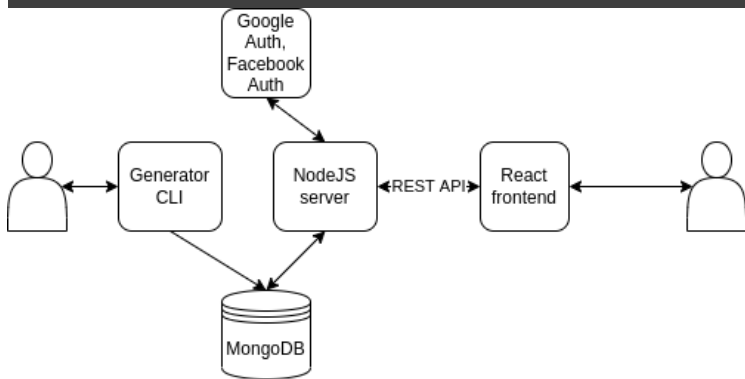 Google
Auth,
Facebook
Auth
Generator
CLI
NodeJS
server
REST API
React
frontend
MongoDB